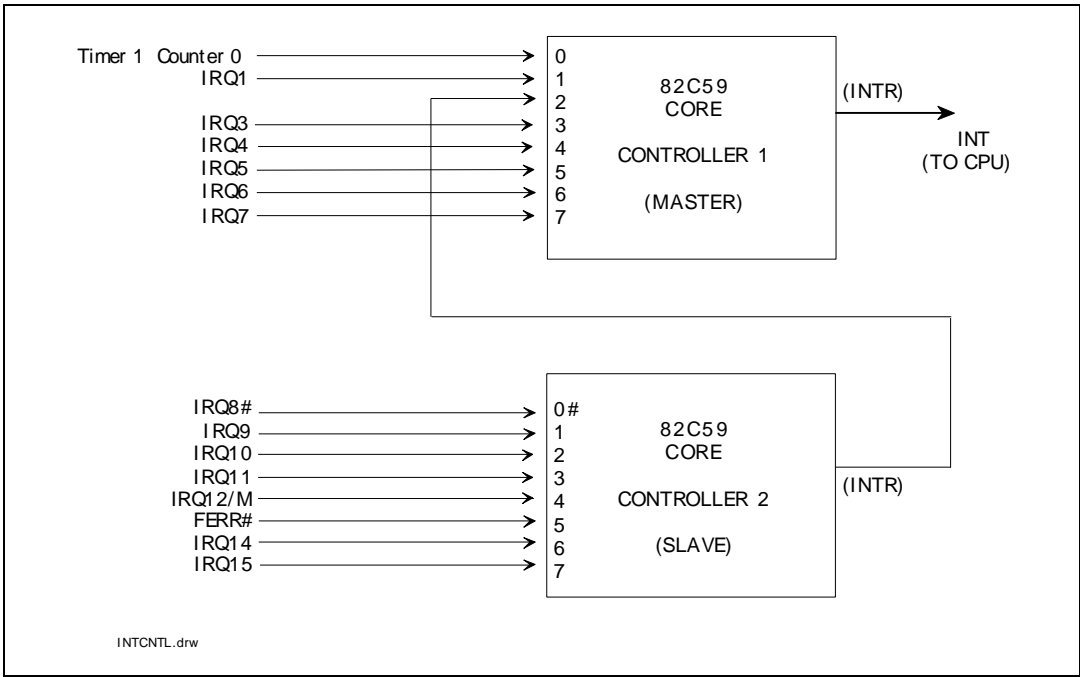 Timer 1 Counter 0
IRQ1
IRQ3
IRQ4
IRQ5
IRQ6
IRQ7
0
1
2
3
4
5
6
7
82C59
CORE
CONTROLLER 1
(MASTER)
(INTR)
INT
(TO CPU)
IRQ8#
IRQ9
IRQ10
IRQ11
IRQ12/M
FERR#
IRQ14
IRQ15
0#
1
2
3
4
5
6
7
82C59
CORE
CONTROLLER 2
(SLAVE)
(INTR)
INTCNTL.drw